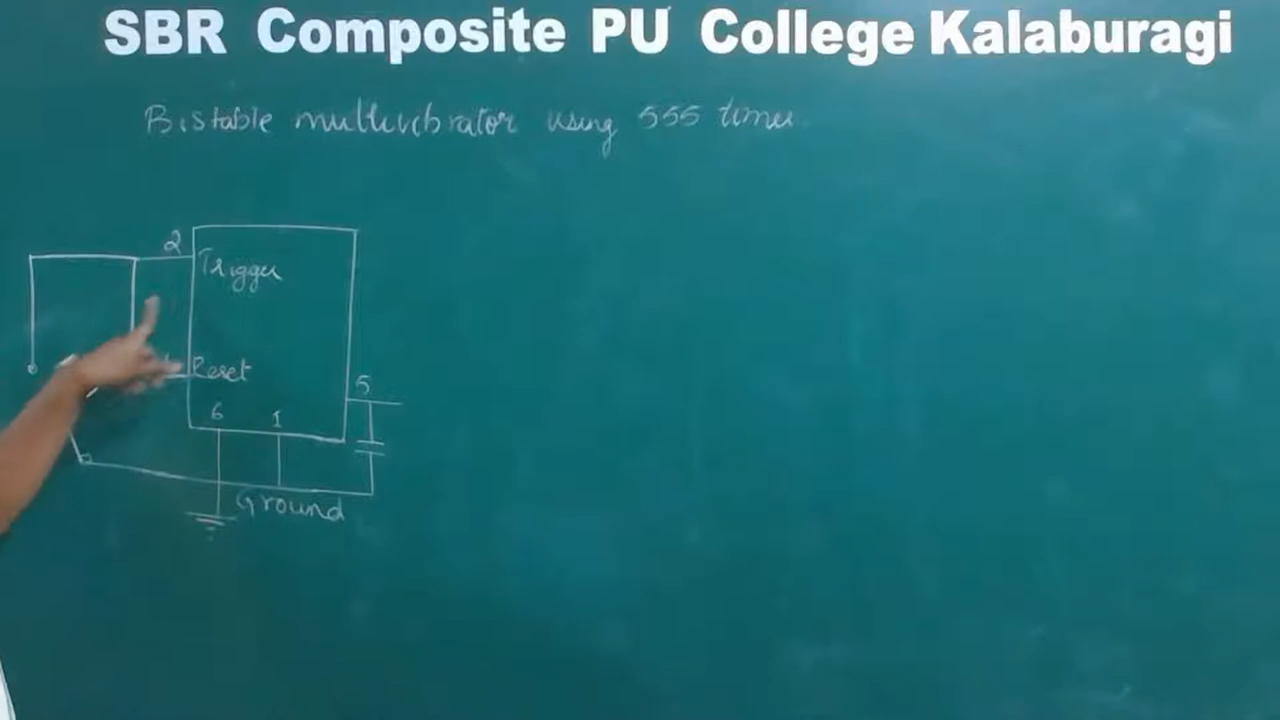 SBR Composite PU College Kalaburagi
Bistable multivibrator using 555 timer
2
Trigger
Reset
5
6 1
Ground